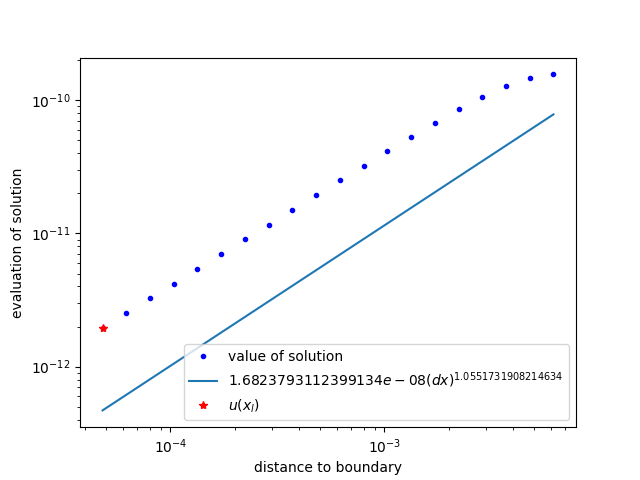 10⁻¹⁰
10⁻¹¹
10⁻¹²
evaluation of solution
value of solution
1.6823793112399134e − 08(dx)^1.0551731908214634
u(x_l)
10⁻⁴
10⁻³
distance to boundary